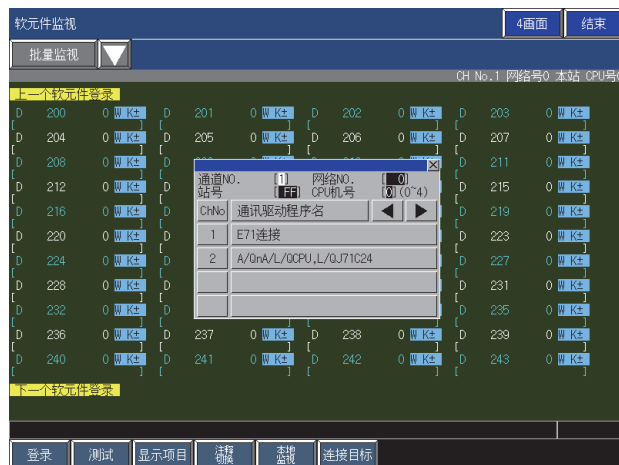 软元件监视 4画面 结束
批量监视
CH No.1 网络号0 本站 CPU号
上一个软元件登录
D 200 0 W K± D 201 0 W K± D 202 0 W K± D 203 0 W K±
[ ] [ ] [ ] [ ]
D 204 0 W K± D 205 0 W K± D 206 0 W K± D 207 0 W K±
[ ] [ ] [ ] [ ]
D 208 0 W K± D 211 0 W K±
D 212 0 W K± D 215 0 W K±
D 216 0 W K± D 219 0 W K±
D 220 0 W K± D 223 0 W K±
D 224 0 W K± D 227 0 W K±
D 228 0 W K± D 231 0 W K±
D 232 0 W K± D 235 0 W K±
D 236 0 W K± D 237 0 W K± D 238 0 W K± D 239 0 W K±
[ ] [ ] [ ] [ ]
D 240 0 W K± D 241 0 W K± D 242 0 W K± D 243 0 W K±
[ ] [ ] [ ] [ ]
通道NO. [1] 网络NO. [ 0]
站号 [FF] CPU机号 [0](0~4)
ChNo 通讯驱动程序名
1 E71连接
2 A/QnA/L/QCPU,L/QJ71C24
下一个软元件登录
登录 测试 显示项目 注释切换 本地监视 连接目标